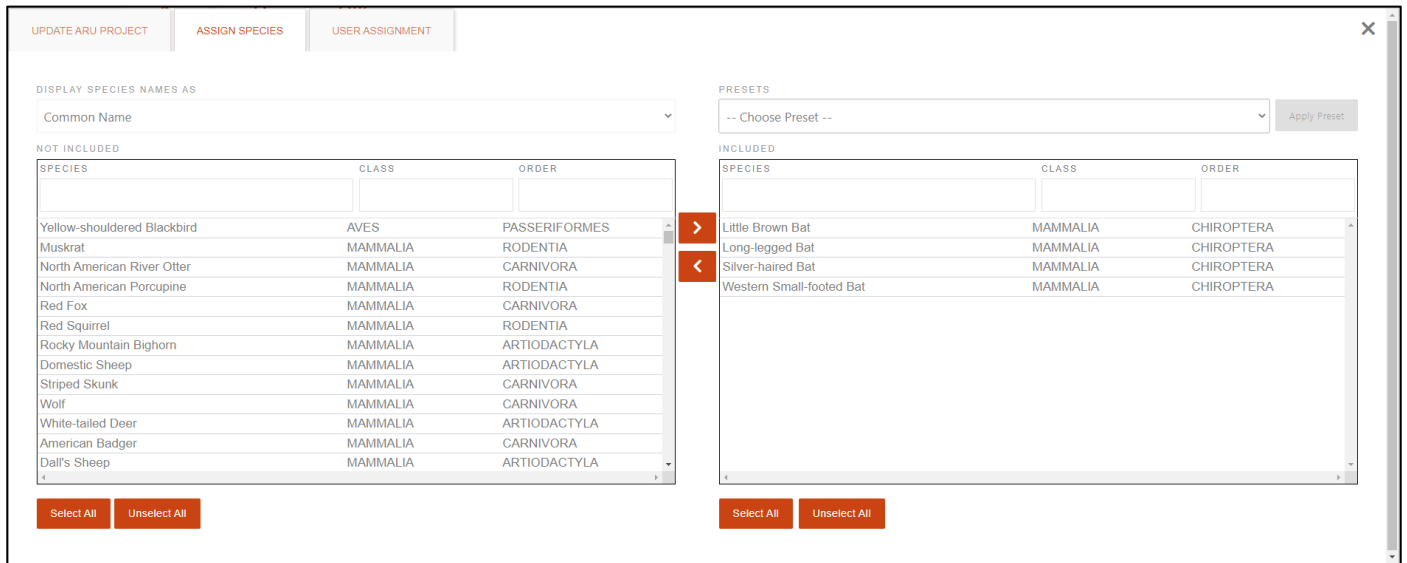 UPDATE ARU PROJECT ASSIGN SPECIES USER ASSIGNMENT
DISPLAY SPECIES NAMES AS
Common Name
NOT INCLUDED
SPECIES CLASS ORDER
Yellow-shouldered Blackbird AVES PASSERIFORMES
Muskrat MAMMALIA RODENTIA
North American River Otter MAMMALIA CARNIVORA
North American Porcupine MAMMALIA RODENTIA
Red Fox MAMMALIA CARNIVORA
Red Squirrel MAMMALIA RODENTIA
Rocky Mountain Bighorn MAMMALIA ARTIODACTYLA
Domestic Sheep MAMMALIA ARTIODACTYLA
Striped Skunk MAMMALIA CARNIVORA
Wolf MAMMALIA CARNIVORA
White-tailed Deer MAMMALIA ARTIODACTYLA
American Badger MAMMALIA CARNIVORA
Dall's Sheep MAMMALIA ARTIODACTYLA
Select All Unselect All
PRESETS
-- Choose Preset -- Apply Preset
INCLUDED
SPECIES CLASS ORDER
Little Brown Bat MAMMALIA CHIROPTERA
Long-legged Bat MAMMALIA CHIROPTERA
Silver-haired Bat MAMMALIA CHIROPTERA
Western Small-footed Bat MAMMALIA CHIROPTERA
Select All Unselect All